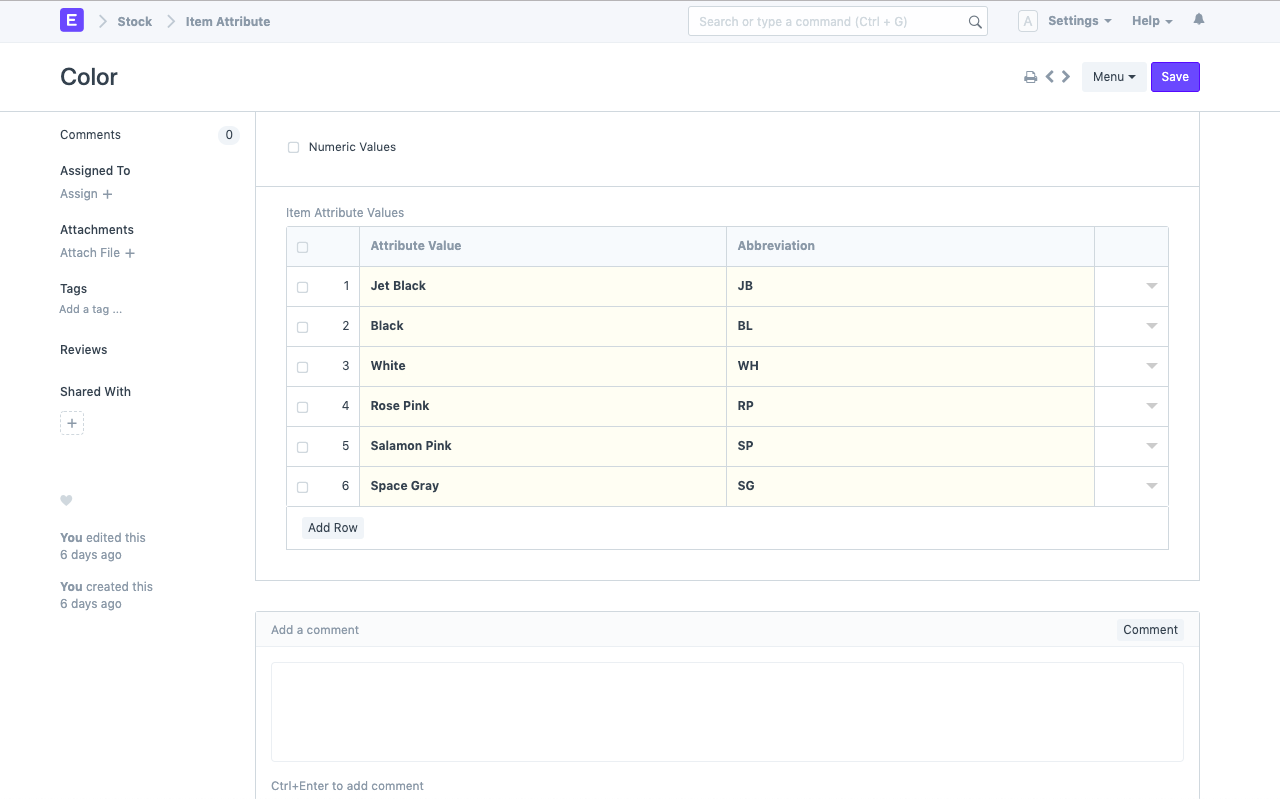 E Stock Item Attribute Search or type a command (Ctrl + G) A Settings Help
Color Menu Save
Comments 0
Numeric Values
Assigned To
Assign +
Attachments
Attach File +
Tags
Add a tag ...
Reviews
Shared With
+
You edited this
6 days ago
You created this
6 days ago
Item Attribute Values
Attribute Value Abbreviation
1 Jet Black JB
2 Black BL
3 White WH
4 Rose Pink RP
5 Salamon Pink SP
6 Space Gray SG
Add Row
Add a comment Comment
Ctrl+Enter to add comment